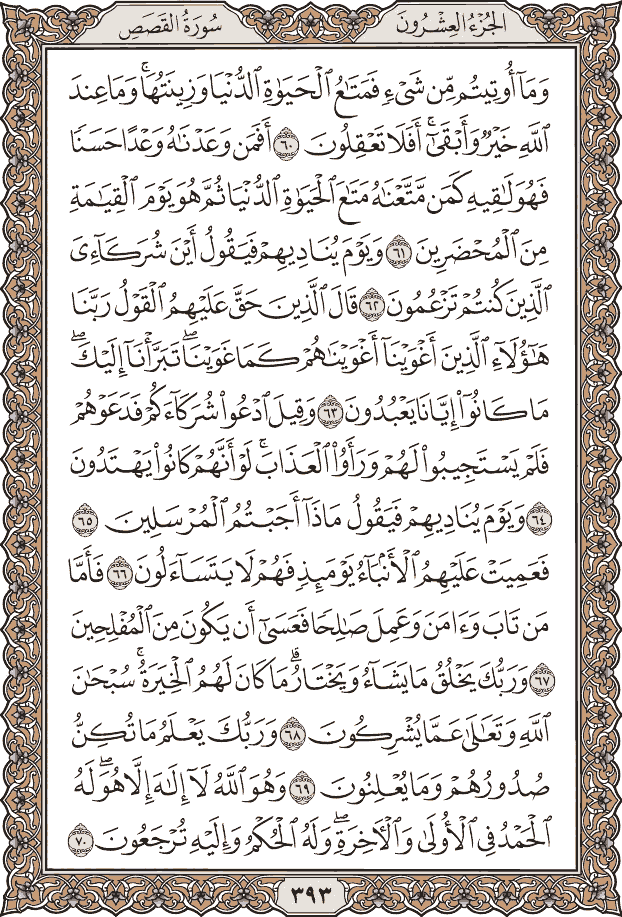 الجُزْءُ العِشْرُونَ
سُورَةُ القَصَصِ
وَمَآ أُوتِيتُم مِّن شَىْءٍ فَمَتَٰعُ ٱلْحَيَوٰةِ ٱلدُّنْيَا وَزِينَتُهَا ۚ وَمَا عِندَ
ٱللَّهِ خَيْرٌ وَأَبْقَىٰٓ ۚ أَفَلَا تَعْقِلُونَ ٦٠ أَفَمَن وَعَدْنَٰهُ وَعْدًا حَسَنًا
فَهُوَ لَٰقِيهِ كَمَن مَّتَّعْنَٰهُ مَتَٰعَ ٱلْحَيَوٰةِ ٱلدُّنْيَا ثُمَّ هُوَ يَوْمَ ٱلْقِيَٰمَةِ
مِنَ ٱلْمُحْضَرِينَ ٦١ وَيَوْمَ يُنَادِيهِمْ فَيَقُولُ أَيْنَ شُرَكَآءِىَ
ٱلَّذِينَ كُنتُمْ تَزْعُمُونَ ٦٢ قَالَ ٱلَّذِينَ حَقَّ عَلَيْهِمُ ٱلْقَوْلُ رَبَّنَا
هَٰٓؤُلَآءِ ٱلَّذِينَ أَغْوَيْنَآ أَغْوَيْنَٰهُمْ كَمَا غَوَيْنَا ۖ تَبَرَّأْنَآ إِلَيْكَ ۖ
مَا كَانُوٓا۟ إِيَّانَا يَعْبُدُونَ ٦٣ وَقِيلَ ٱدْعُوا۟ شُرَكَآءَكُمْ فَدَعَوْهُمْ
فَلَمْ يَسْتَجِيبُوا۟ لَهُمْ وَرَأَوُا۟ ٱلْعَذَابَ ۚ لَوْ أَنَّهُمْ كَانُوا۟ يَهْتَدُونَ
٦٤ وَيَوْمَ يُنَادِيهِمْ فَيَقُولُ مَاذَآ أَجَبْتُمُ ٱلْمُرْسَلِينَ ٦٥
فَعَمِيَتْ عَلَيْهِمُ ٱلْأَنۢبَآءُ يَوْمَئِذٍ فَهُمْ لَا يَتَسَآءَلُونَ ٦٦ فَأَمَّا
مَن تَابَ وَءَامَنَ وَعَمِلَ صَٰلِحًا فَعَسَىٰٓ أَن يَكُونَ مِنَ ٱلْمُفْلِحِينَ
٦٧ وَرَبُّكَ يَخْلُقُ مَا يَشَآءُ وَيَخْتَارُ ۗ مَا كَانَ لَهُمُ ٱلْخِيَرَةُ ۚ سُبْحَٰنَ
ٱللَّهِ وَتَعَٰلَىٰ عَمَّا يُشْرِكُونَ ٦٨ وَرَبُّكَ يَعْلَمُ مَا تُكِنُّ
صُدُورُهُمْ وَمَا يُعْلِنُونَ ٦٩ وَهُوَ ٱللَّهُ لَآ إِلَٰهَ إِلَّا هُوَ ۖ لَهُ
ٱلْحَمْدُ فِى ٱلْأُولَىٰ وَٱلْءَاخِرَةِ ۖ وَلَهُ ٱلْحُكْمُ وَإِلَيْهِ تُرْجَعُونَ ٧٠
٣٩٣